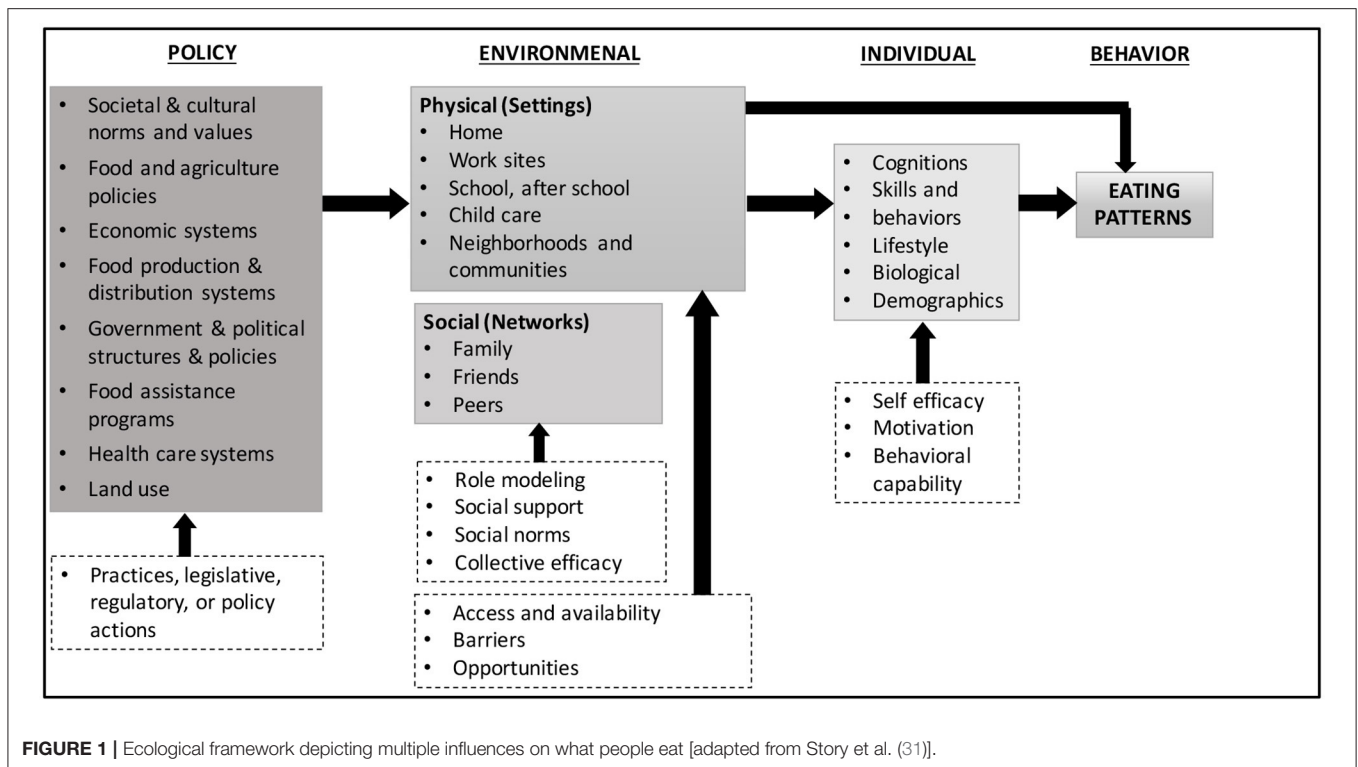 POLICY
• Societal & cultural
norms and values
• Food and agriculture
policies
• Economic systems
• Food production &
distribution systems
• Government & political
structures & policies
• Food assistance
programs
• Health care systems
• Land use
• Practices, legislative,
regulatory, or policy
actions
ENVIRONMENAL
Physical (Settings)
• Home
• Work sites
• School, after school
• Child care
• Neighborhoods and
communities
Social (Networks)
• Family
• Friends
• Peers
• Role modeling
• Social support
• Social norms
• Collective efficacy
• Access and availability
• Barriers
• Opportunities
INDIVIDUAL
• Cognitions
• Skills and
• behaviors
• Lifestyle
• Biological
• Demographics
• Self efficacy
• Motivation
• Behavioral
capability
BEHAVIOR
EATING
PATTERNS
FIGURE 1 | Ecological framework depicting multiple influences on what people eat [adapted from Story et al. (31)].